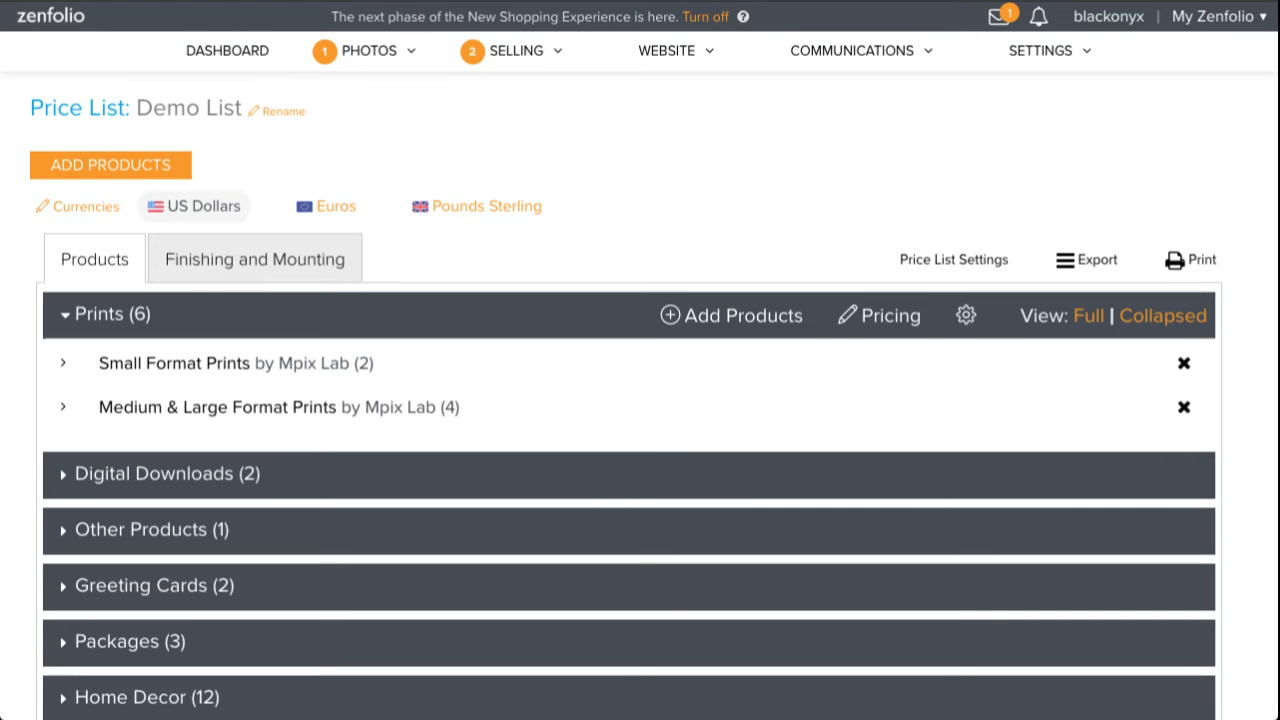 zenfolio The next phase of the New Shopping Experience is here. Turn off ? 1 blackonyx | My Zenfolio
DASHBOARD 1 PHOTOS 2 SELLING WEBSITE COMMUNICATIONS SETTINGS
Price List: Demo List Rename
ADD PRODUCTS
Currencies US Dollars Euros Pounds Sterling
Products Finishing and Mounting Price List Settings Export Print
Prints (6) Add Products Pricing View: Full | Collapsed
Small Format Prints by Mpix Lab (2)
Medium & Large Format Prints by Mpix Lab (4)
Digital Downloads (2)
Other Products (1)
Greeting Cards (2)
Packages (3)
Home Decor (12)